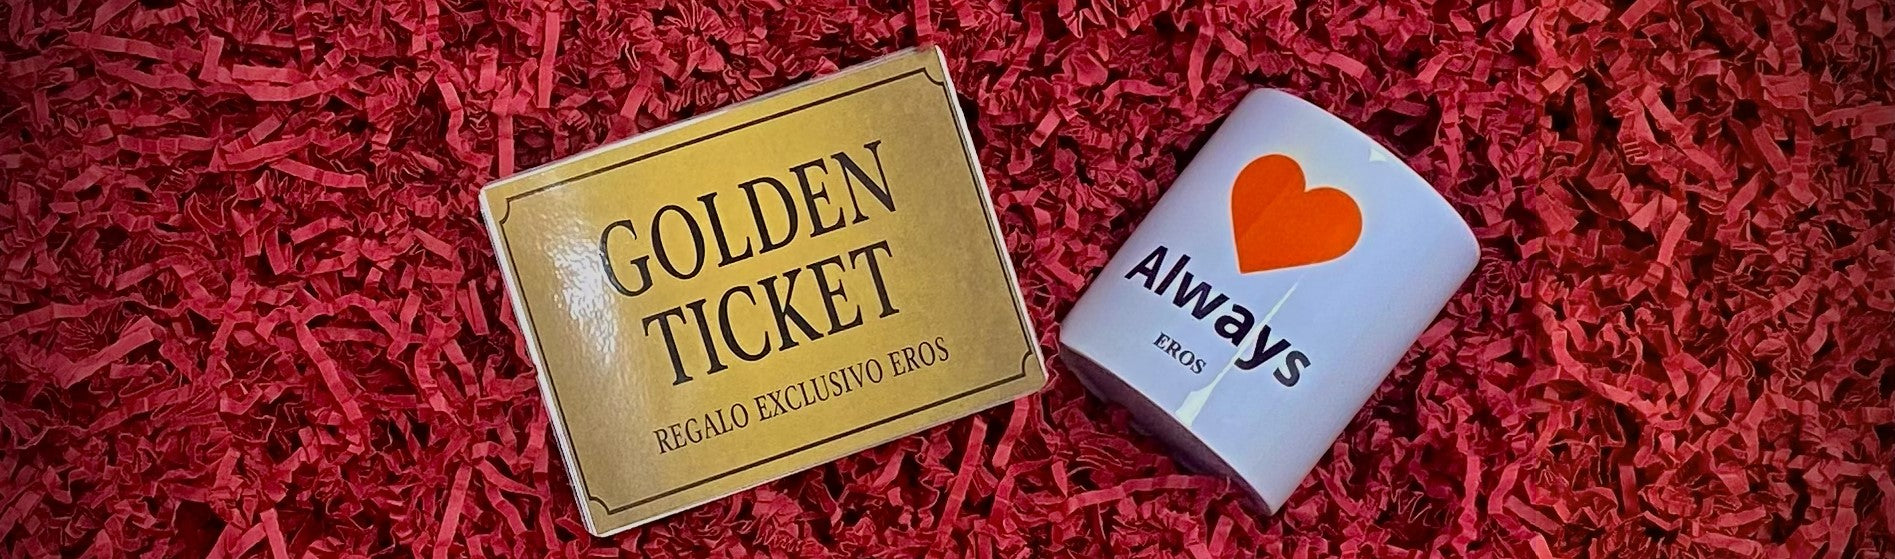 GOLDEN
TICKET
REGALO EXCLUSIVO EROS
Always
EROS